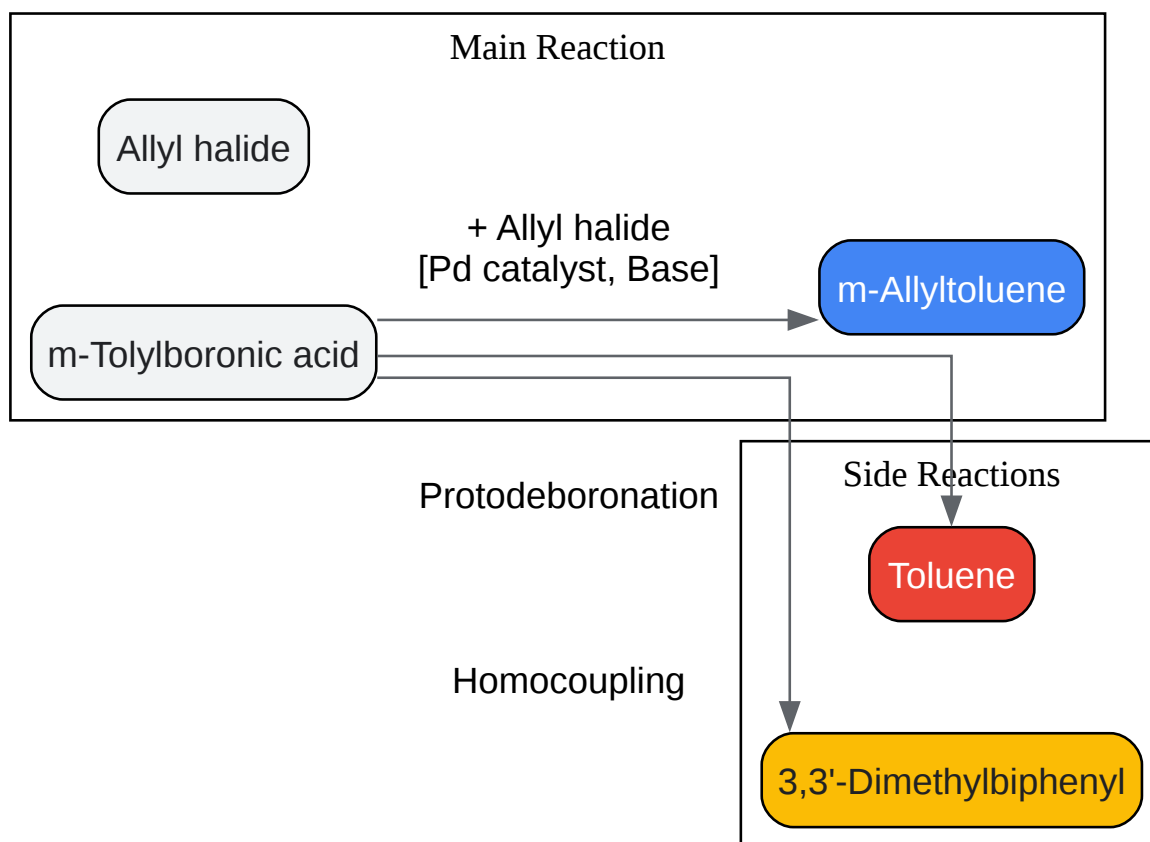 Main Reaction
Allyl halide
+ Allyl halide
[Pd catalyst, Base]
m-Allyltoluene
m-Tolylboronic acid
Side Reactions
Protodeboronation
Toluene
Homocoupling
3,3'-Dimethylbiphenyl